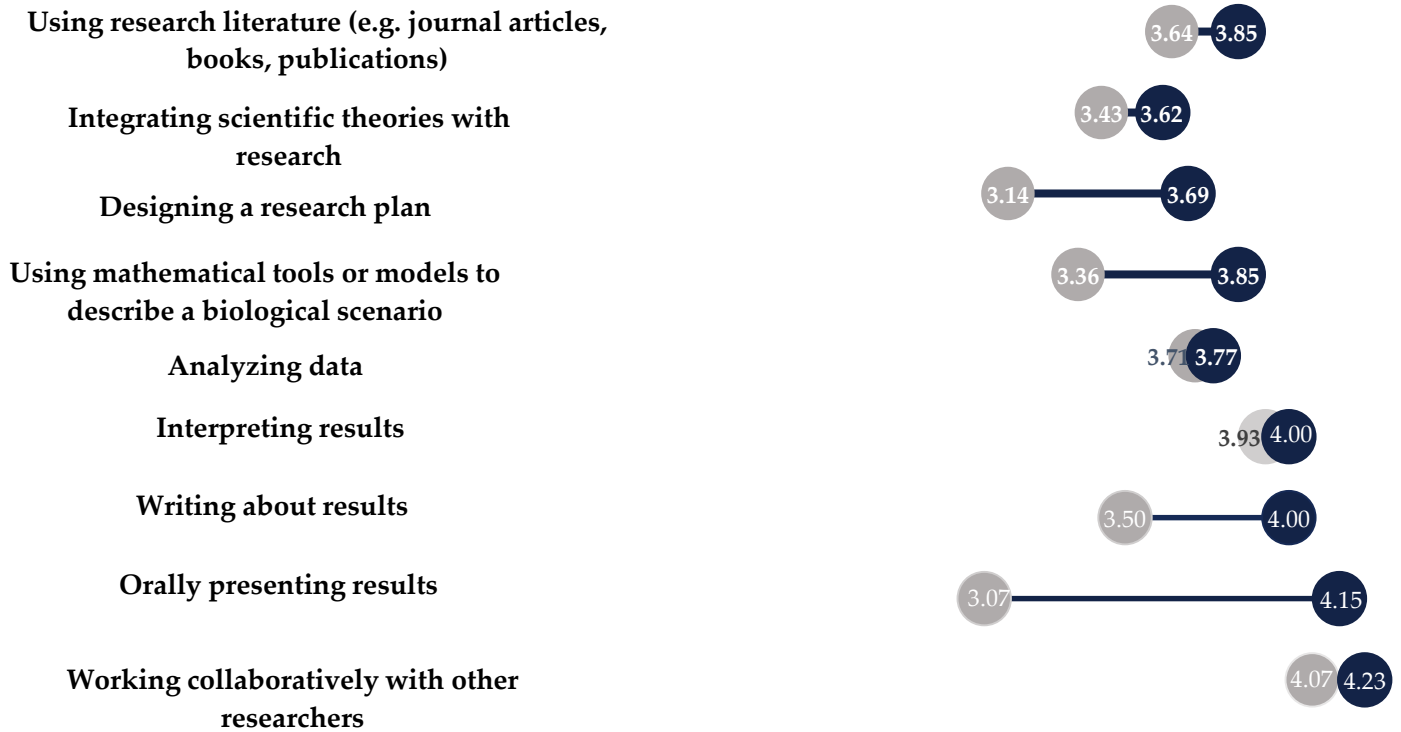 Using research literature (e.g. journal articles,
books, publications)
3.64 3.85
Integrating scientific theories with
research
3.43 3.62
Designing a research plan
3.14 3.69
Using mathematical tools or models to
describe a biological scenario
3.36 3.85
Analyzing data
3.71 3.77
Interpreting results
3.93 4.00
Writing about results
3.50 4.00
Orally presenting results
3.07 4.15
Working collaboratively with other
researchers
4.07 4.23